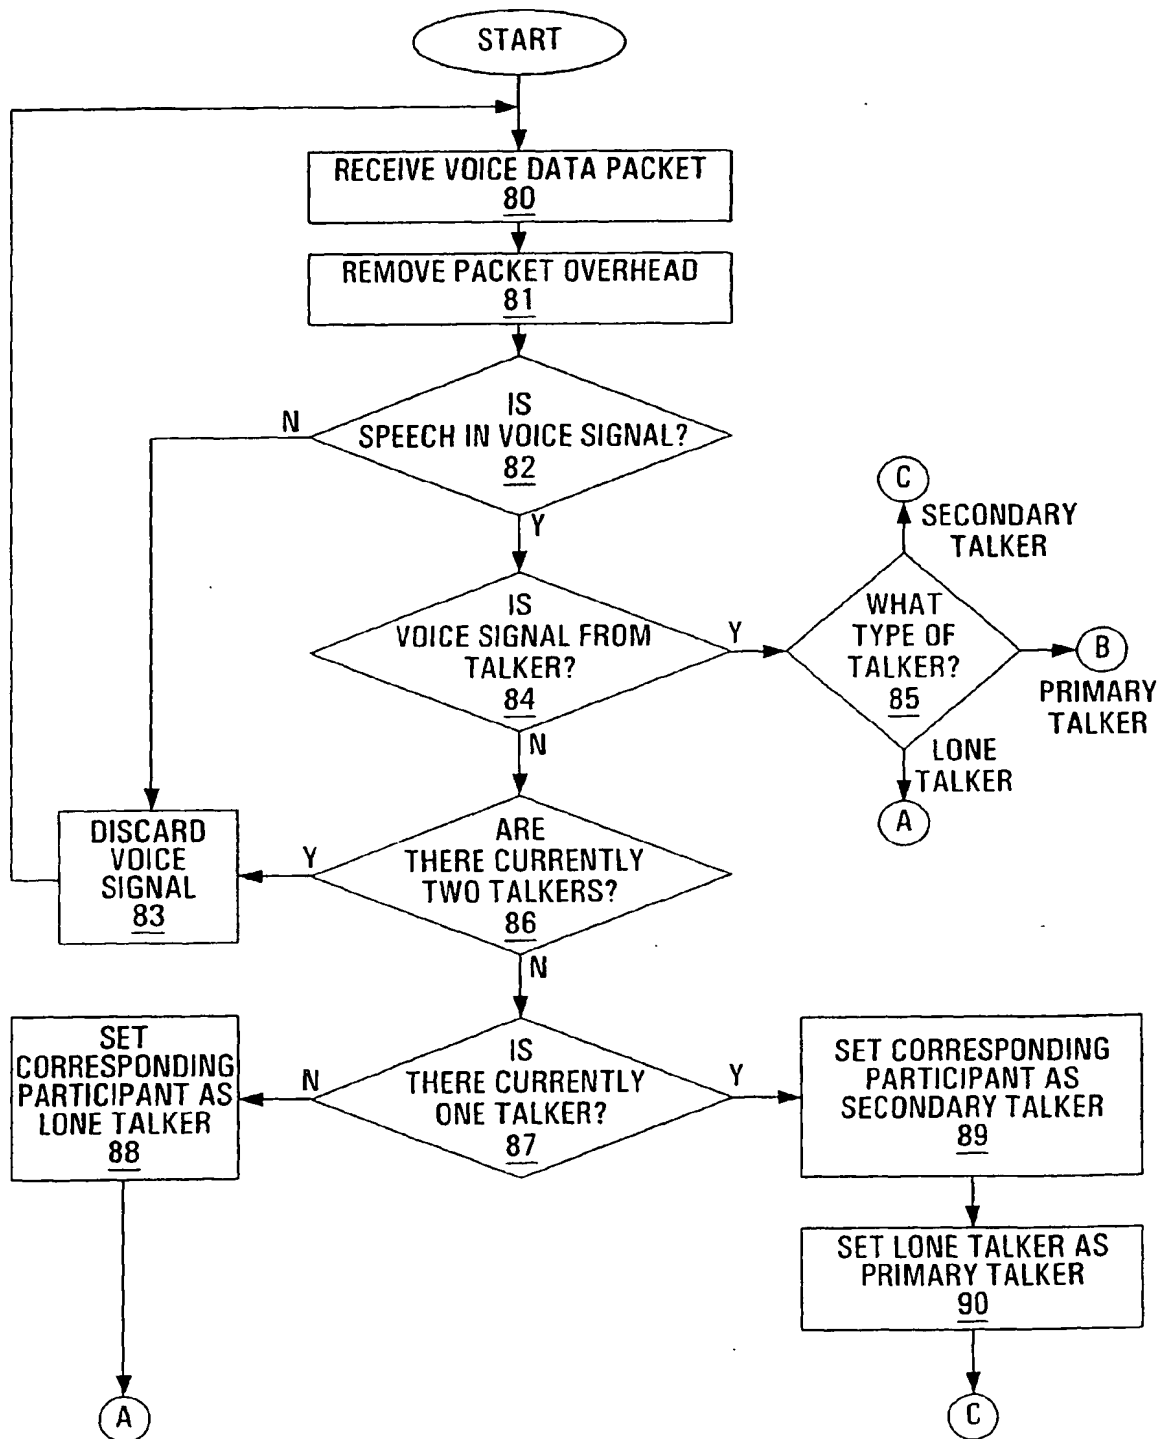 START
RECEIVE VOICE DATA PACKET
80
REMOVE PACKET OVERHEAD
81
IS
SPEECH IN VOICE SIGNAL?
82
N
Y
C
SECONDARY
TALKER
IS
VOICE SIGNAL FROM
TALKER?
84
Y
N
WHAT
TYPE OF
TALKER?
85
B
PRIMARY
TALKER
LONE
TALKER
A
DISCARD
VOICE
SIGNAL
83
Y
ARE
THERE CURRENTLY
TWO TALKERS?
86
N
SET
CORRESPONDING
PARTICIPANT AS
LONE TALKER
88
N
IS
THERE CURRENTLY
ONE TALKER?
87
Y
SET CORRESPONDING
PARTICIPANT AS
SECONDARY TALKER
89
SET LONE TALKER AS
PRIMARY TALKER
90
A
C